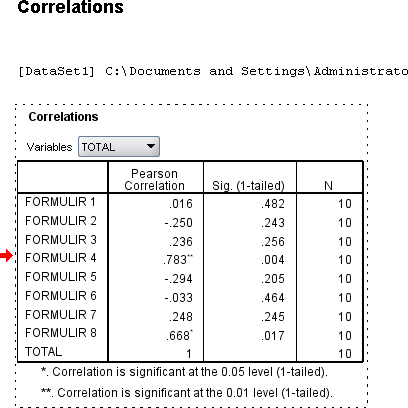 Correlations
[DataSet1] C:\Documents and Settings\Administrato
Correlations
Variables TOTAL
Pearson Correlation Sig. (1-tailed) N
FORMULIR 1 .016 .482 10
FORMULIR 2 -.250 .243 10
FORMULIR 3 .236 .256 10
FORMULIR 4 .783** .004 10
FORMULIR 5 -.294 .205 10
FORMULIR 6 -.033 .464 10
FORMULIR 7 .248 .245 10
FORMULIR 8 .668* .017 10
TOTAL 1 10
*. Correlation is significant at the 0.05 level (1-tailed).
**. Correlation is significant at the 0.01 level (1-tailed).